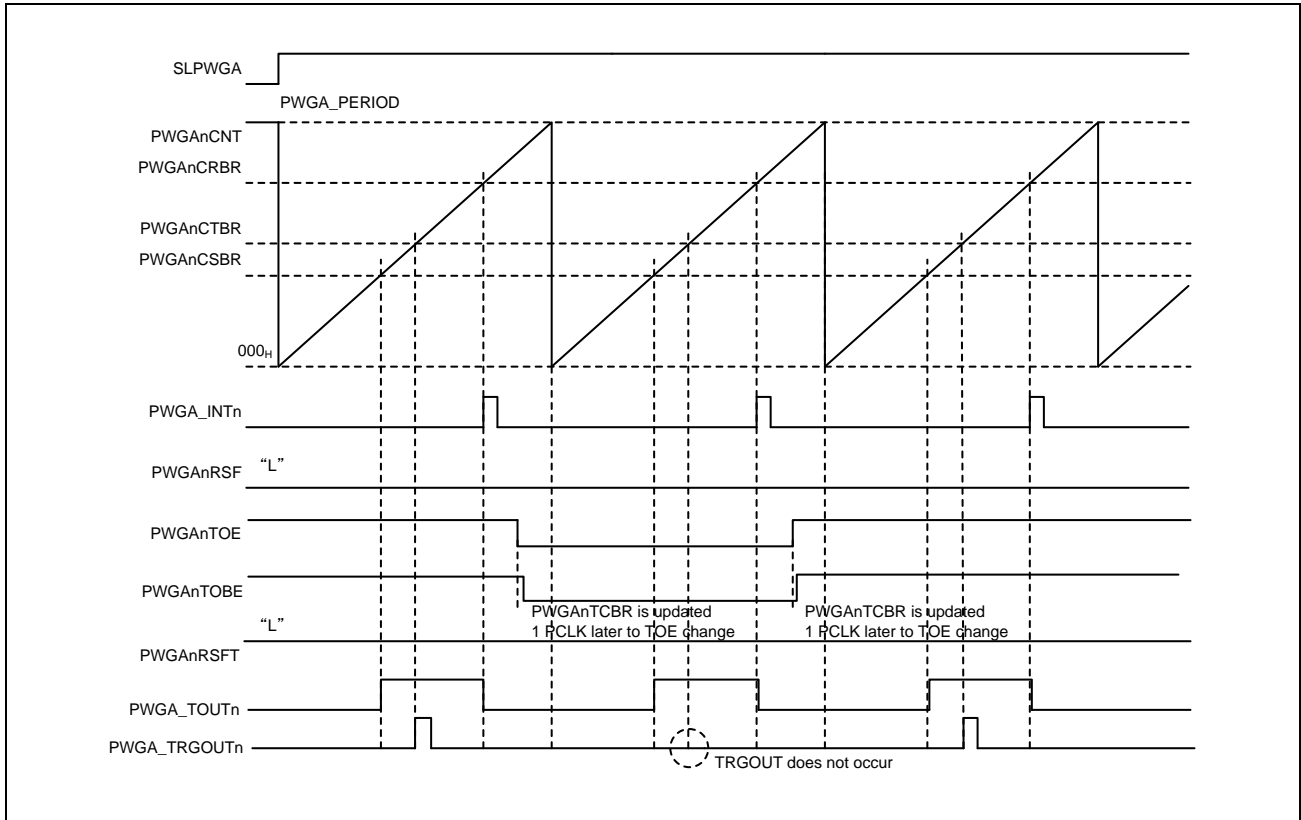 SLPWGA
PWGA_PERIOD
PWGAnCNT
PWGAnCRBR
PWGAnCTBR
PWGAnCSBR
000H
PWGA_INTn
PWGAnRSF
“L”
PWGAnTOE
PWGAnTOBE
PWGAnTCBR is updated
1 PCLK later to TOE change
PWGAnTCBR is updated
1 PCLK later to TOE change
“L”
PWGAnRSFT
PWGA_TOUTn
PWGA_TRGOUTn
TRGOUT does not occur